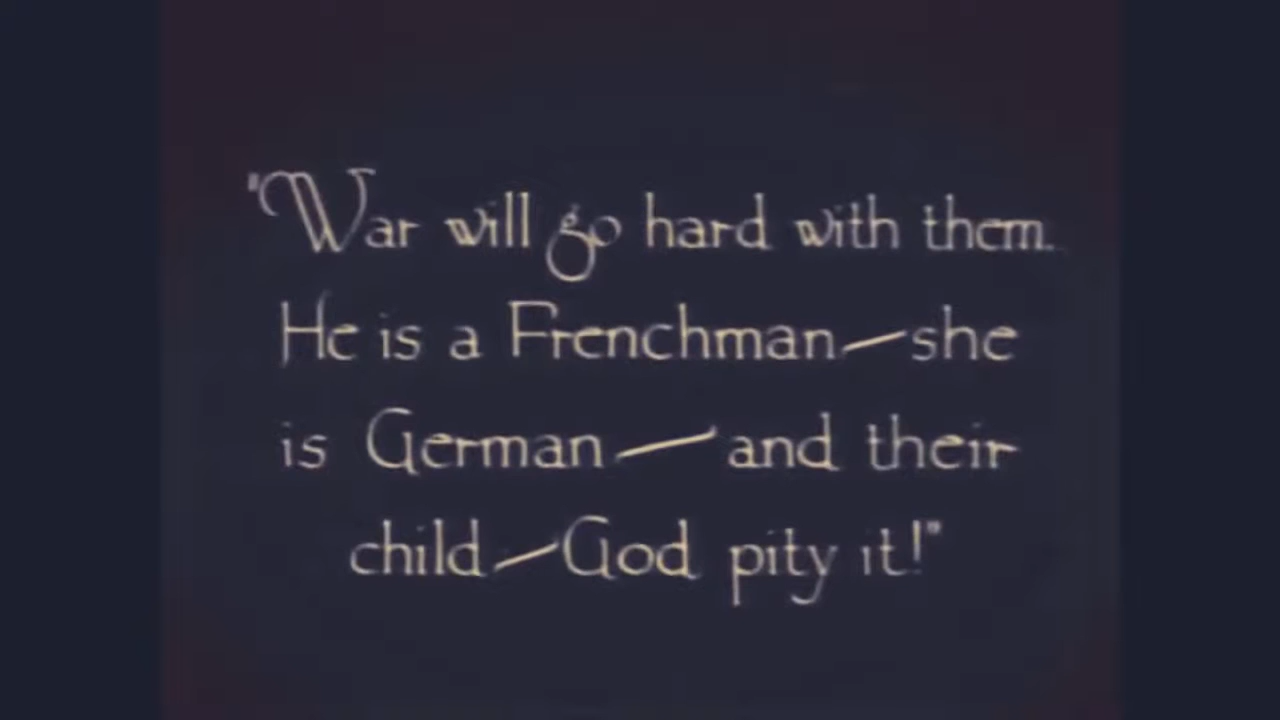 "War will go hard with them.
He is a Frenchman—she
is German—and their
child—God pity it!"